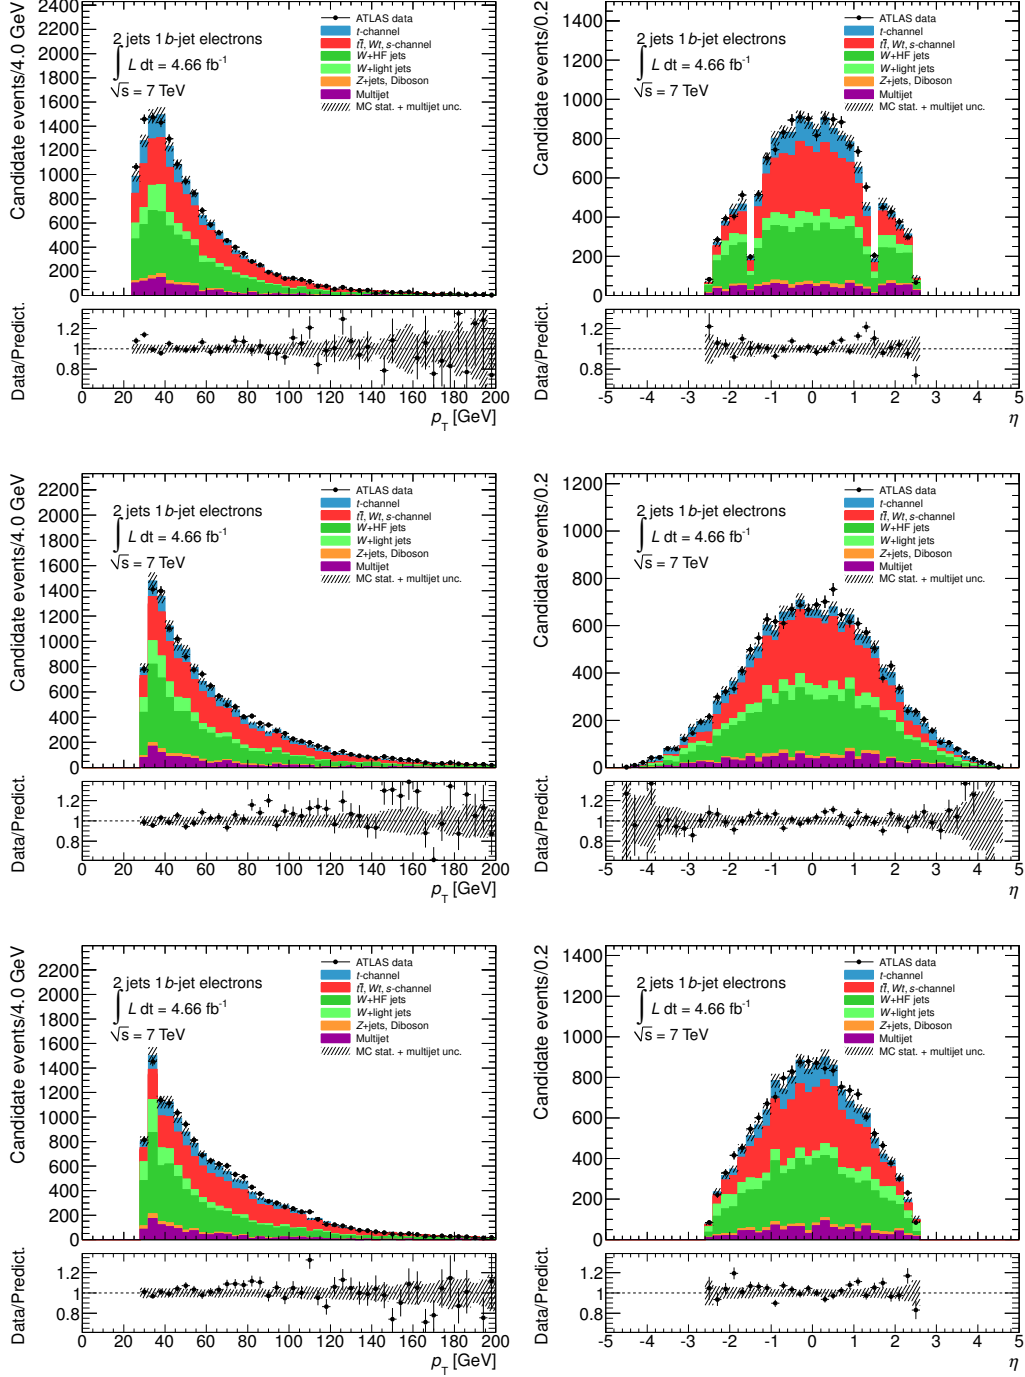 Candidate events/4.0 GeV
2400
2200
2000
1800
1600
1400
1200
1000
800
600
400
200
0
2 jets 1 b-jet electrons
∫ L dt = 4.66 fb⁻¹
√s = 7 TeV
ATLAS data
t-channel
tt̄, Wt, s-channel
W+HF jets
W+light jets
Z+jets, Diboson
Multijet
MC stat. + multijet unc.
Data/Predict.
1.2
1
0.8
0 20 40 60 80 100 120 140 160 180 200
p_T [GeV]
Candidate events/0.2
1400
1200
1000
800
600
400
200
0
2 jets 1 b-jet electrons
∫ L dt = 4.66 fb⁻¹
√s = 7 TeV
ATLAS data
t-channel
tt̄, Wt, s-channel
W+HF jets
W+light jets
Z+jets, Diboson
Multijet
MC stat. + multijet unc.
Data/Predict.
1.2
1
0.8
-5 -4 -3 -2 -1 0 1 2 3 4 5
η
Candidate events/4.0 GeV
2200
2000
1800
1600
1400
1200
1000
800
600
400
200
0
2 jets 1 b-jet electrons
∫ L dt = 4.66 fb⁻¹
√s = 7 TeV
ATLAS data
t-channel
tt̄, Wt, s-channel
W+HF jets
W+light jets
Z+jets, Diboson
Multijet
MC stat. + multijet unc.
Data/Predict.
1.2
1
0.8
0 20 40 60 80 100 120 140 160 180 200
p_T [GeV]
Candidate events/0.2
1200
1000
800
600
400
200
0
2 jets 1 b-jet electrons
∫ L dt = 4.66 fb⁻¹
√s = 7 TeV
ATLAS data
t-channel
tt̄, Wt, s-channel
W+HF jets
W+light jets
Z+jets, Diboson
Multijet
MC stat. + multijet unc.
Data/Predict.
1.2
1
0.8
-5 -4 -3 -2 -1 0 1 2 3 4 5
η
Candidate events/4.0 GeV
2200
2000
1800
1600
1400
1200
1000
800
600
400
200
0
2 jets 1 b-jet electrons
∫ L dt = 4.66 fb⁻¹
√s = 7 TeV
ATLAS data
t-channel
tt̄, Wt, s-channel
W+HF jets
W+light jets
Z+jets, Diboson
Multijet
MC stat. + multijet unc.
Data/Predict.
1.2
1
0.8
0 20 40 60 80 100 120 140 160 180 200
p_T [GeV]
Candidate events/0.2
1400
1200
1000
800
600
400
200
0
2 jets 1 b-jet electrons
∫ L dt = 4.66 fb⁻¹
√s = 7 TeV
ATLAS data
t-channel
tt̄, Wt, s-channel
W+HF jets
W+light jets
Z+jets, Diboson
Multijet
MC stat. + multijet unc.
Data/Predict.
1.2
1
0.8
-5 -4 -3 -2 -1 0 1 2 3 4 5
η